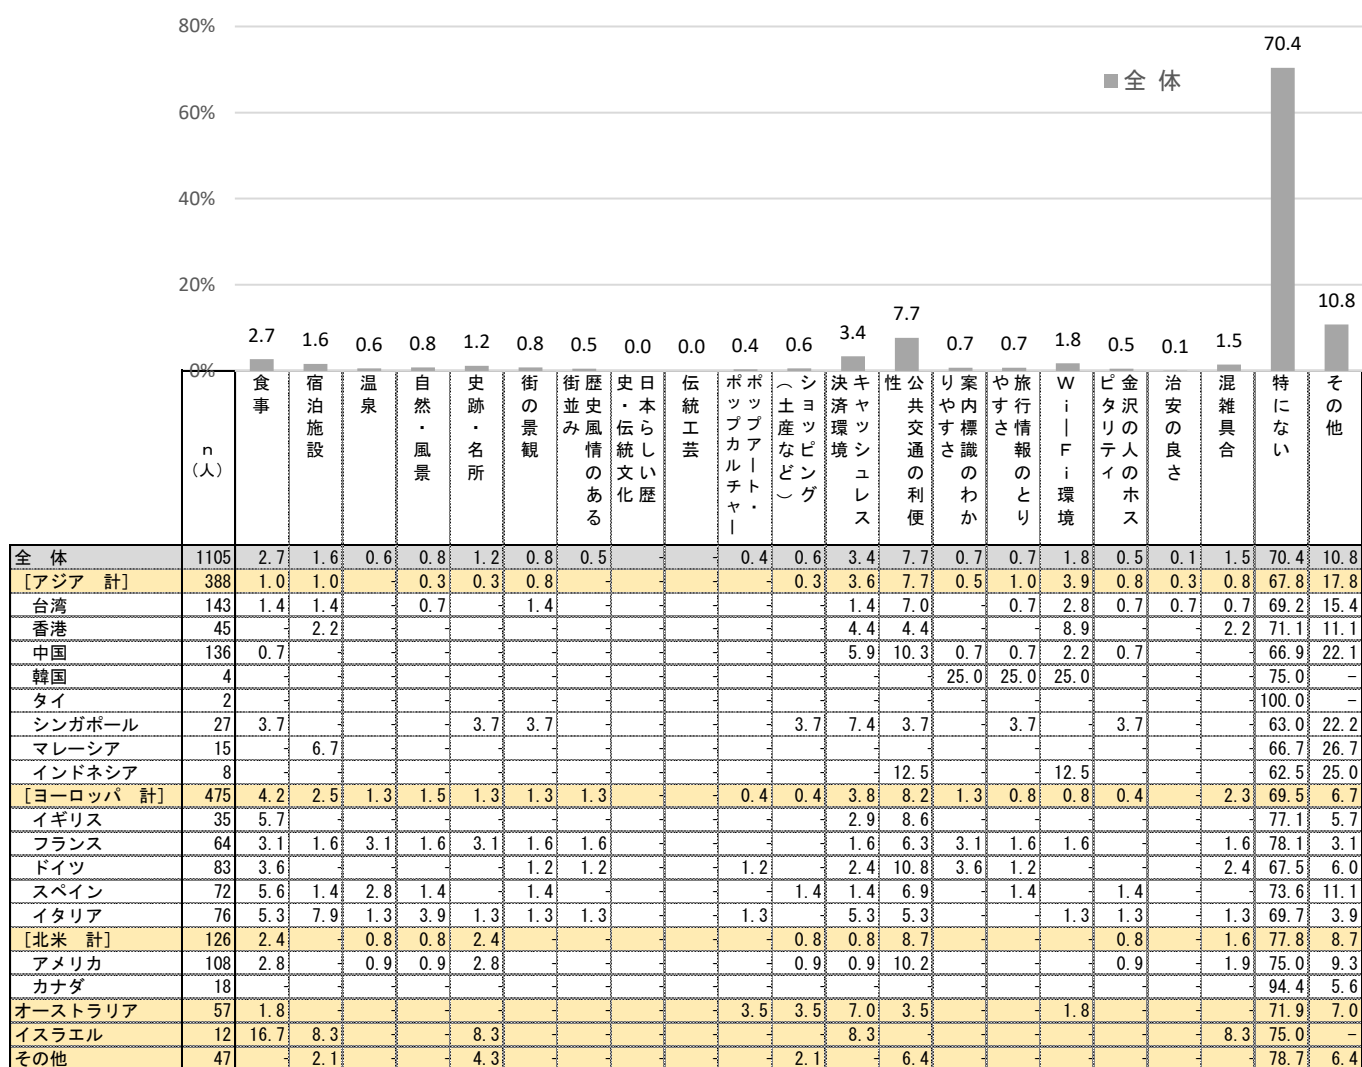 80%
60%
40%
20%
0%
■全 体
2.7 1.6 0.6 0.8 1.2 0.8 0.5 0.0 0.0 0.4 0.6 3.4 7.7 0.7 0.7 1.8 0.5 0.1 1.5 70.4 10.8
n
(人)
食事
宿泊施設
温泉
自然・風景
史跡・名所
街の景観
歴史風情のある
街並み
日本らしい歴
史・伝統文化
伝統工芸
ポップアート・
ポップカルチャー
ショッピング
(土産など)
キャッシュレス
決済環境
公共交通の利便
性
案内標識のわか
りやすさ
旅行情報のとり
やすさ
Wi―Fi環境
金沢の人のホス
ピタリティ
治安の良さ
混雑具合
特にない
その他
全 体 1105 2.7 1.6 0.6 0.8 1.2 0.8 0.5 - - 0.4 0.6 3.4 7.7 0.7 0.7 1.8 0.5 0.1 1.5 70.4 10.8
[アジア 計] 388 1.0 1.0 - 0.3 0.3 0.8 - - - - 0.3 3.6 7.7 0.5 1.0 3.9 0.8 0.3 0.8 67.8 17.8
台湾 143 1.4 1.4 - 0.7 - 1.4 - - - - - 1.4 7.0 - 0.7 2.8 0.7 0.7 0.7 69.2 15.4
香港 45 - 2.2 - - - - - - - - - 4.4 4.4 - - 8.9 - - 2.2 71.1 11.1
中国 136 0.7 - - - - - - - - - - 5.9 10.3 0.7 0.7 2.2 0.7 - - 66.9 22.1
韓国 4 - - - - - - - - - - - - - 25.0 25.0 25.0 - - - 75.0 -
タイ 2 - - - - - - - - - - - - - - - - - - - 100.0 -
シンガポール 27 3.7 - - - 3.7 3.7 - - - - 3.7 7.4 3.7 - 3.7 - 3.7 - - 63.0 22.2
マレーシア 15 - 6.7 - - - - - - - - - - - - - - - - - 66.7 26.7
インドネシア 8 - - - - - - - - - - - - 12.5 - - 12.5 - - - 62.5 25.0
[ヨーロッパ 計] 475 4.2 2.5 1.3 1.5 1.3 1.3 1.3 - - 0.4 0.4 3.8 8.2 1.3 0.8 0.8 0.4 - 2.3 69.5 6.7
イギリス 35 5.7 - - - - - - - - - - 2.9 8.6 - - - - - - 77.1 5.7
フランス 64 3.1 1.6 3.1 1.6 3.1 1.6 1.6 - - - - 1.6 6.3 3.1 1.6 1.6 - - 1.6 78.1 3.1
ドイツ 83 3.6 - - - - 1.2 1.2 - - 1.2 - 2.4 10.8 3.6 1.2 - - - 2.4 67.5 6.0
スペイン 72 5.6 1.4 2.8 1.4 - 1.4 - - - - 1.4 1.4 6.9 - 1.4 - 1.4 - - 73.6 11.1
イタリア 76 5.3 7.9 1.3 3.9 1.3 1.3 1.3 - - 1.3 - 5.3 5.3 - - 1.3 1.3 - 1.3 69.7 3.9
[北米 計] 126 2.4 - 0.8 0.8 2.4 - - - - - 0.8 0.8 8.7 - - - 0.8 - 1.6 77.8 8.7
アメリカ 108 2.8 - 0.9 0.9 2.8 - - - - - 0.9 0.9 10.2 - - - 0.9 - 1.9 75.0 9.3
カナダ 18 - - - - - - - - - - - - - - - - - - - 94.4 5.6
オーストラリア 57 1.8 - - - - - - - - 3.5 3.5 7.0 3.5 - - 1.8 - - - 71.9 7.0
イスラエル 12 16.7 8.3 - - 8.3 - - - - - - 8.3 - - - - - - 8.3 75.0 -
その他 47 - 2.1 - - 4.3 - - - - - 2.1 - 6.4 - - - - - - 78.7 6.4